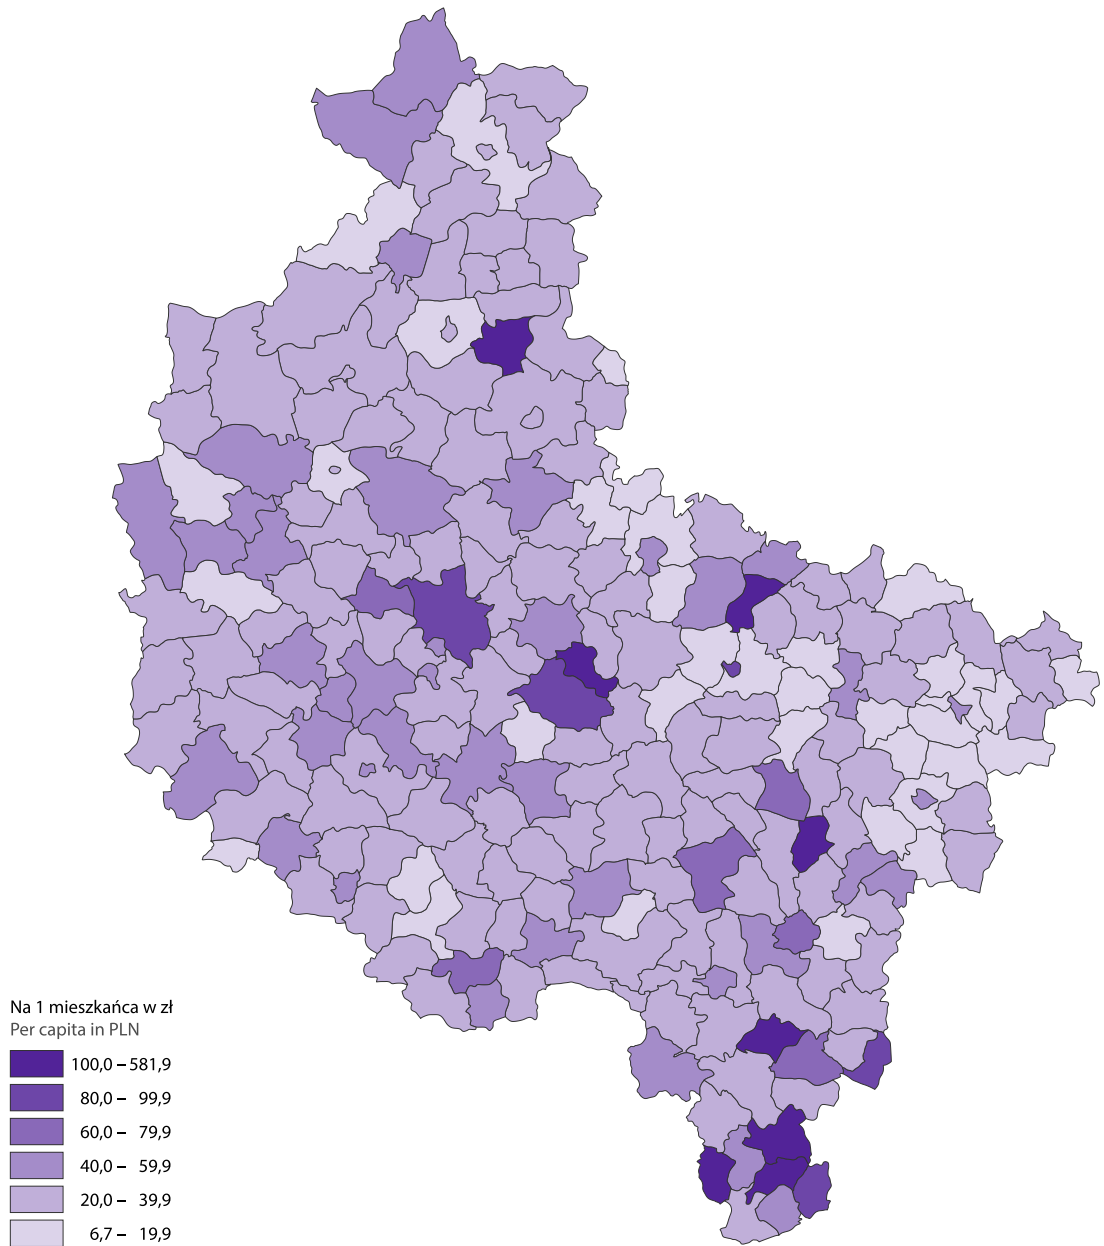 Na 1 mieszkańca w zł
Per capita in PLN
100,0 – 581,9
80,0 – 99,9
60,0 – 79,9
40,0 – 59,9
20,0 – 39,9
6,7 – 19,9